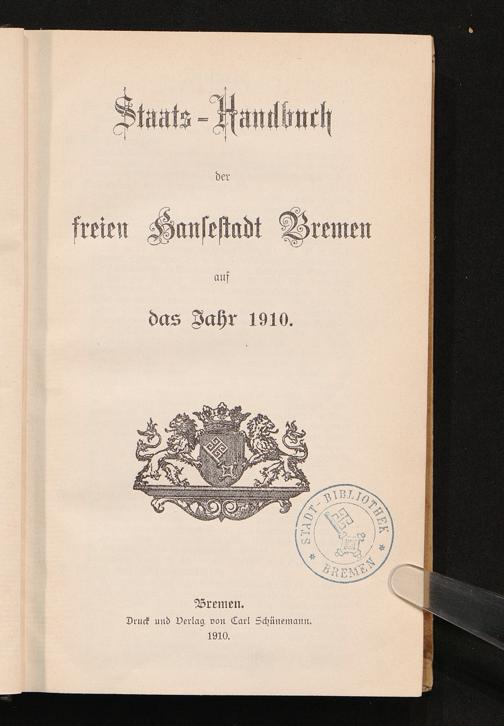 Staats-Handbuch
der
freien Hansestadt Bremen
auf
das Jahr 1910.
STADT-BIBLIOTHEK
* BREMEN *
Bremen.
Druck und Verlag von Carl Schünemann.
1910.